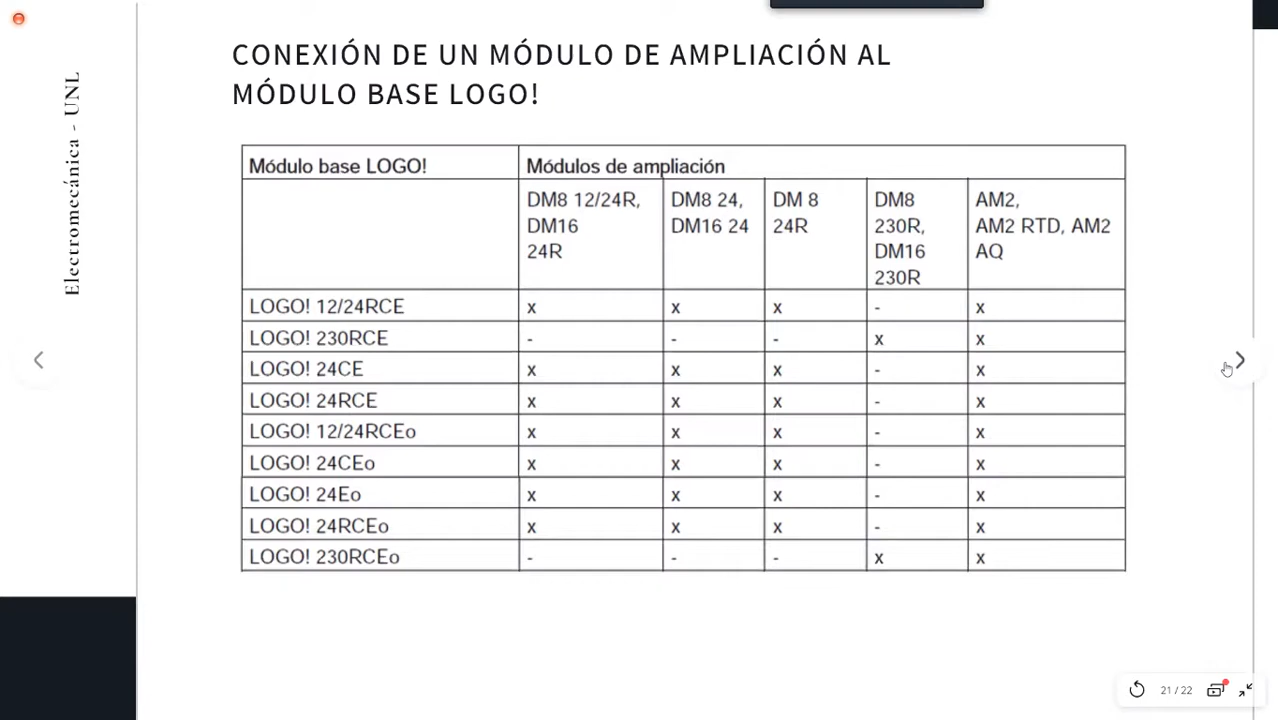 Electromecánica - UNL
CONEXIÓN DE UN MÓDULO DE AMPLIACIÓN AL
MÓDULO BASE LOGO!
Módulo base LOGO! Módulos de ampliación
DM8 12/24R, DM16 24R DM8 24, DM16 24 DM 8 24R DM8 230R, DM16 230R AM2, AM2 RTD, AM2 AQ
LOGO! 12/24RCE x x x - x
LOGO! 230RCE - - - x x
LOGO! 24CE x x x - x
LOGO! 24RCE x x x - x
LOGO! 12/24RCEo x x x - x
LOGO! 24CEo x x x - x
LOGO! 24Eo x x x - x
LOGO! 24RCEo x x x - x
LOGO! 230RCEo - - - x x
21 / 22